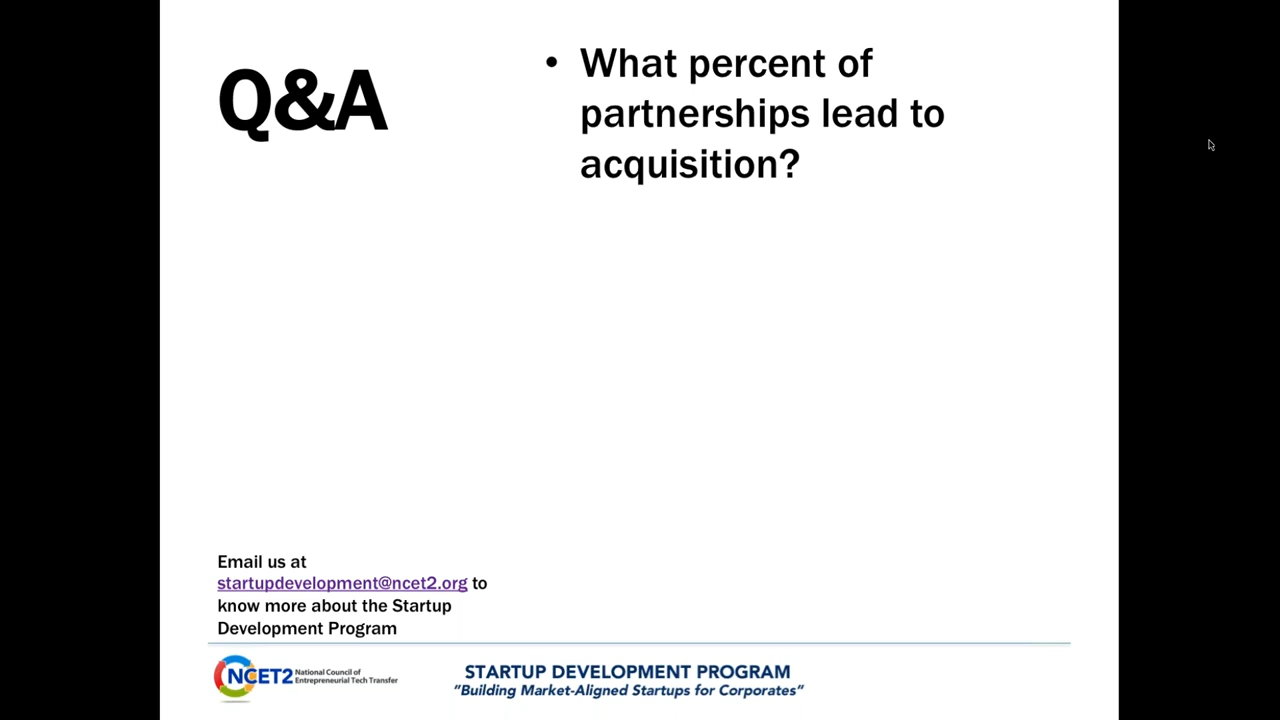 Q&A
• What percent of
partnerships lead to
acquisition?
Email us at
startupdevelopment@ncet2.org to
know more about the Startup
Development Program
NCET2 National Council of
Entrepreneurial Tech Transfer
STARTUP DEVELOPMENT PROGRAM
"Building Market-Aligned Startups for Corporates"